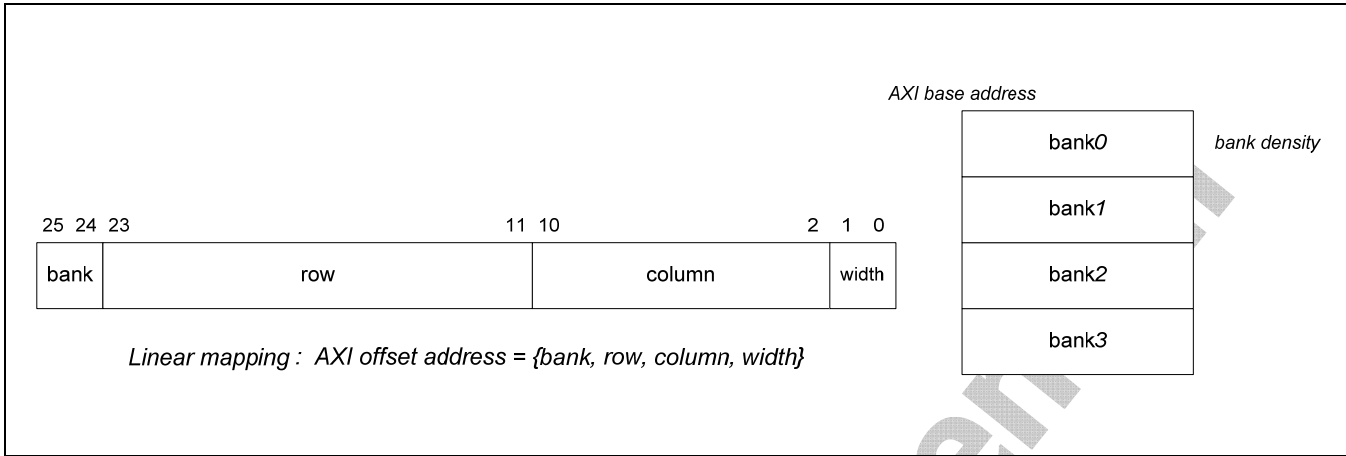 AXI base address
bank0 bank density
bank1
25 24 23 11 10 2 1 0
bank row column width
bank2
bank3
Linear mapping : AXI offset address = {bank, row, column, width}